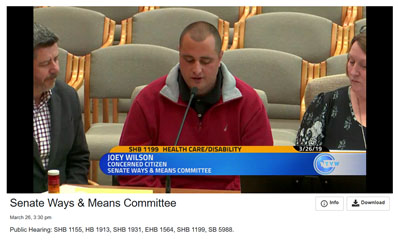 SHB 1199 HEALTH CARE/DISABILITY 3/26/19
JOEY WILSON
CONCERNED CITIZEN
SENATE WAYS & MEANS COMMITTEE
Senate Ways & Means Committee
Info
Download
March 26, 3:30 pm
Public Hearing: SHB 1155, HB 1913, SHB 1931, EHB 1564, SHB 1199, SB 5988.